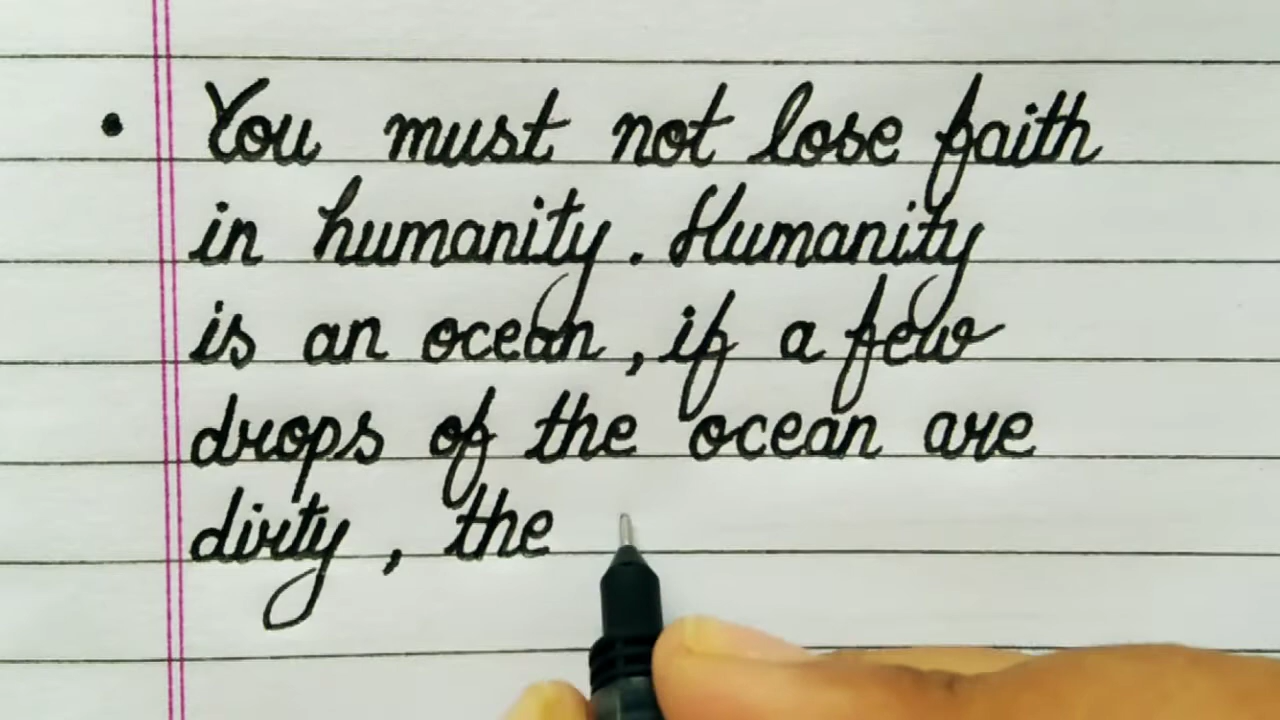 • You must not lose faith
in humanity. Humanity
is an ocean, if a few
drops of the ocean are
dirty, the